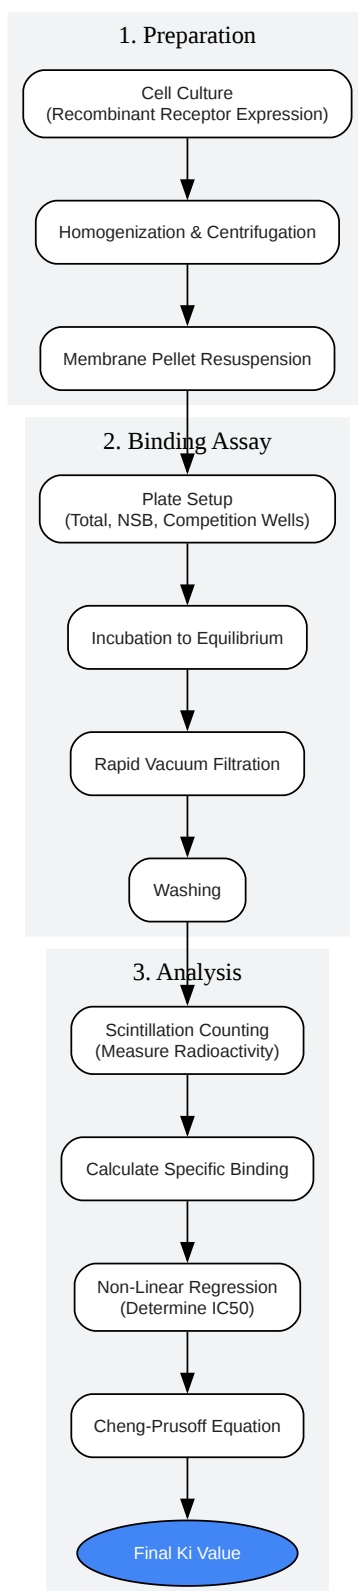 1. Preparation
Cell Culture
(Recombinant Receptor Expression)
Homogenization & Centrifugation
Membrane Pellet Resuspension
2. Binding Assay
Plate Setup
(Total, NSB, Competition Wells)
Incubation to Equilibrium
Rapid Vacuum Filtration
Washing
3. Analysis
Scintillation Counting
(Measure Radioactivity)
Calculate Specific Binding
Non-Linear Regression
(Determine IC50)
Cheng-Prusoff Equation
Final Ki Value